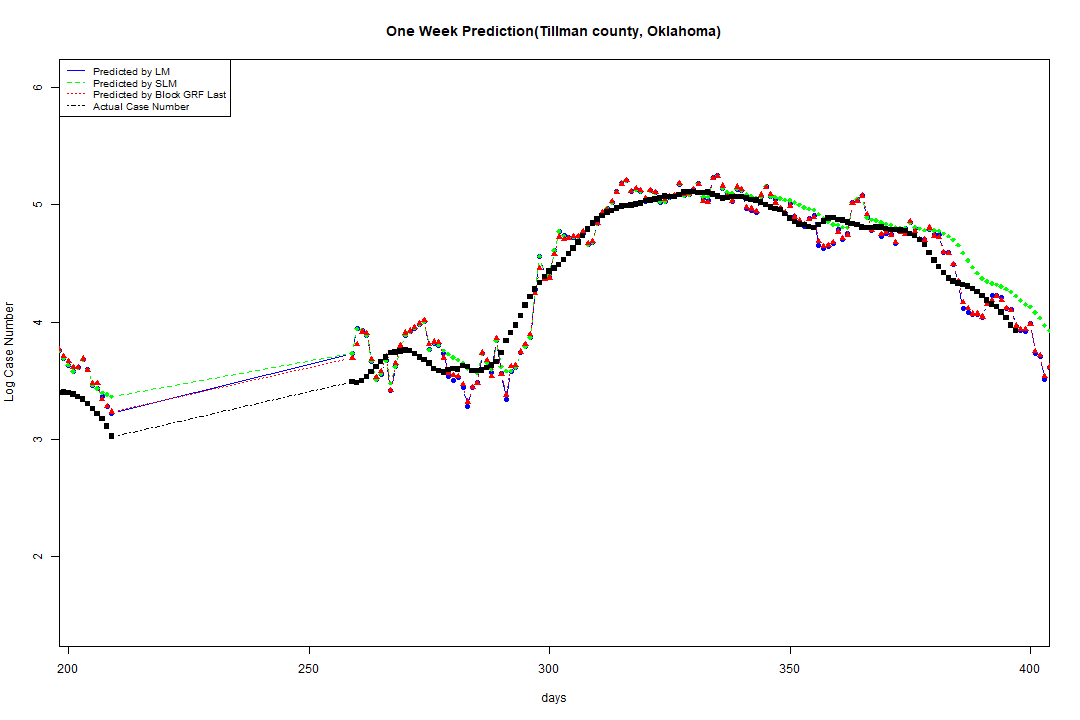 One Week Prediction(Tillman county, Oklahoma)
Predicted by LM
Predicted by SLM
Predicted by Block GRF Last
Actual Case Number
6
5
4
3
2
Log Case Number
200
250
300
350
400
days